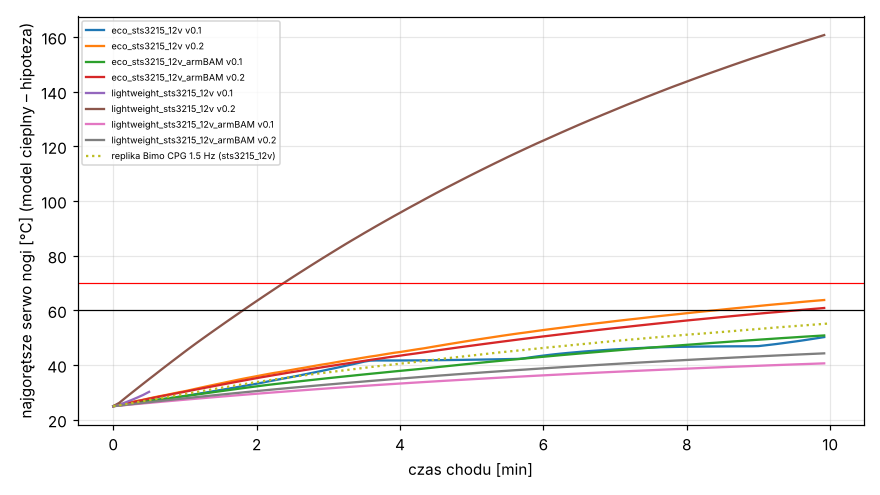 najgorętsze serwo nogi [°C] (model cieplny – hipoteza)
160
140
120
100
80
60
40
20
eco_sts3215_12v v0.1
eco_sts3215_12v v0.2
eco_sts3215_12v_armBAM v0.1
eco_sts3215_12v_armBAM v0.2
lightweight_sts3215_12v v0.1
lightweight_sts3215_12v v0.2
lightweight_sts3215_12v_armBAM v0.1
lightweight_sts3215_12v_armBAM v0.2
replika Bimo CPG 1.5 Hz (sts3215_12v)
0 2 4 6 8 10
czas chodu [min]